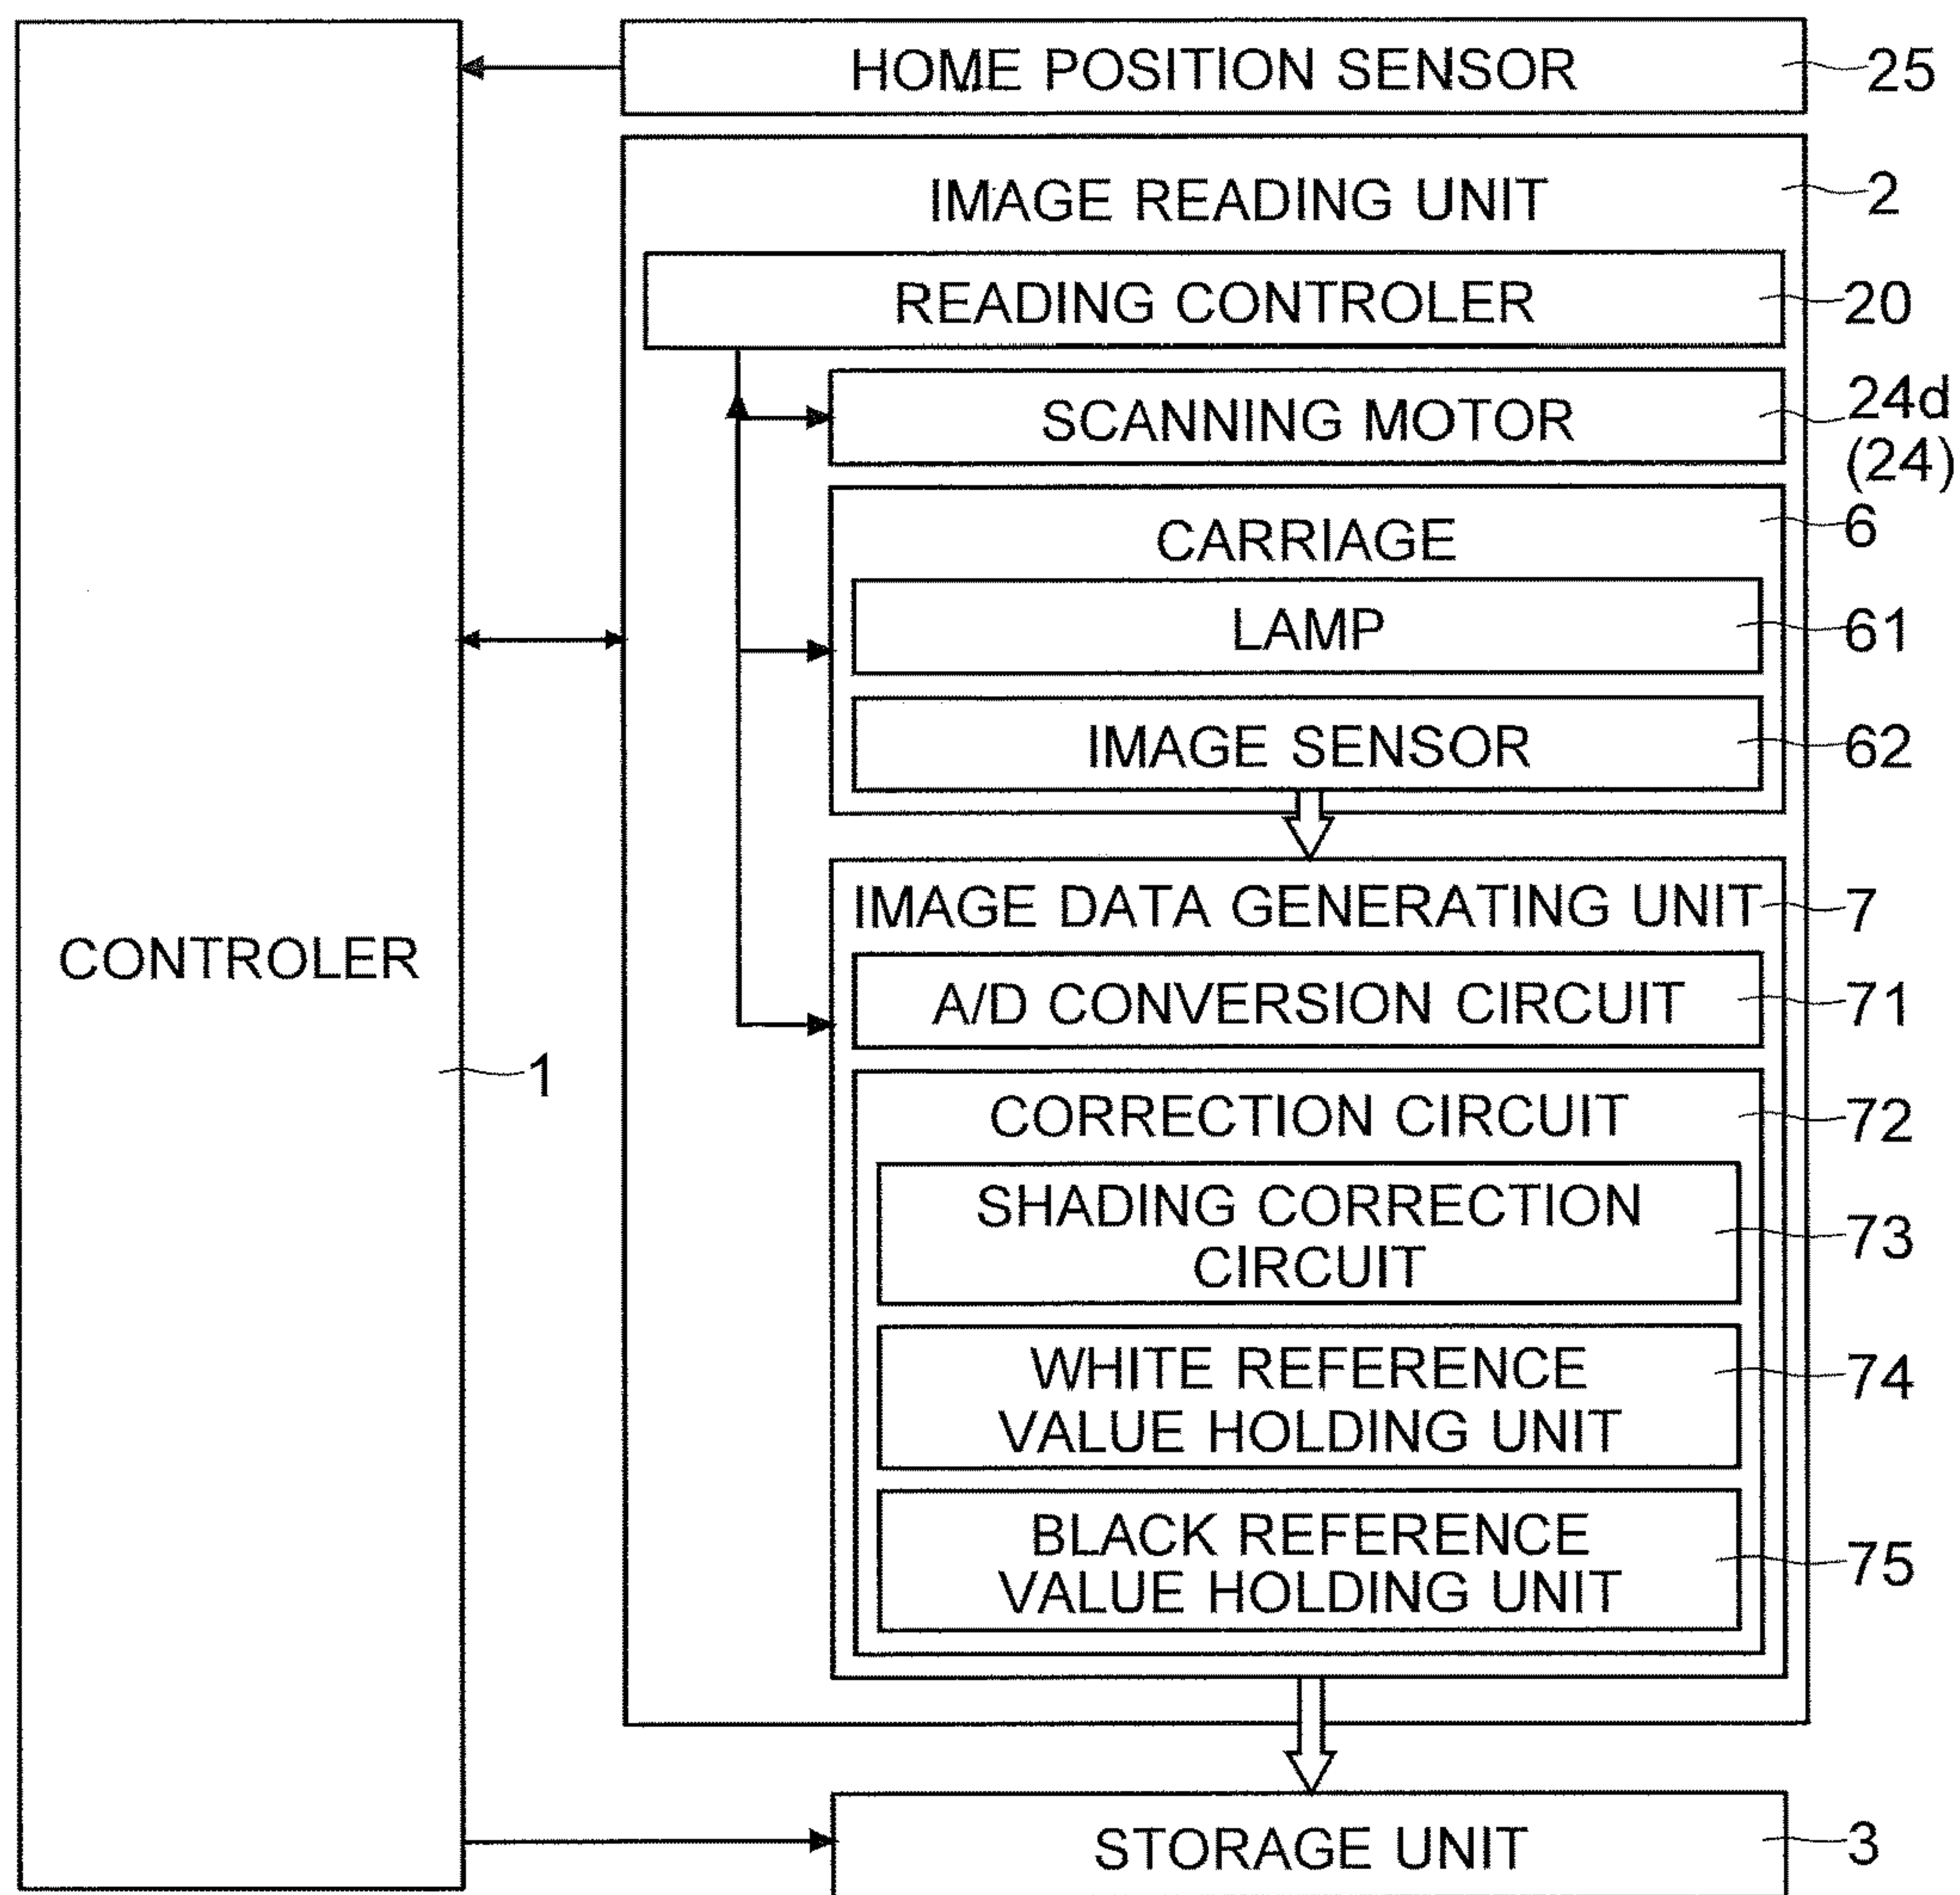 HOME POSITION SENSOR
25
IMAGE READING UNIT
2
READING CONTROLER
20
SCANNING MOTOR
24d
(24)
CARRIAGE
6
LAMP
61
IMAGE SENSOR
62
IMAGE DATA GENERATING UNIT
7
CONTROLER
1
A/D CONVERSION CIRCUIT
71
CORRECTION CIRCUIT
72
SHADING CORRECTION
CIRCUIT
73
WHITE REFERENCE
VALUE HOLDING UNIT
74
BLACK REFERENCE
VALUE HOLDING UNIT
75
STORAGE UNIT
3